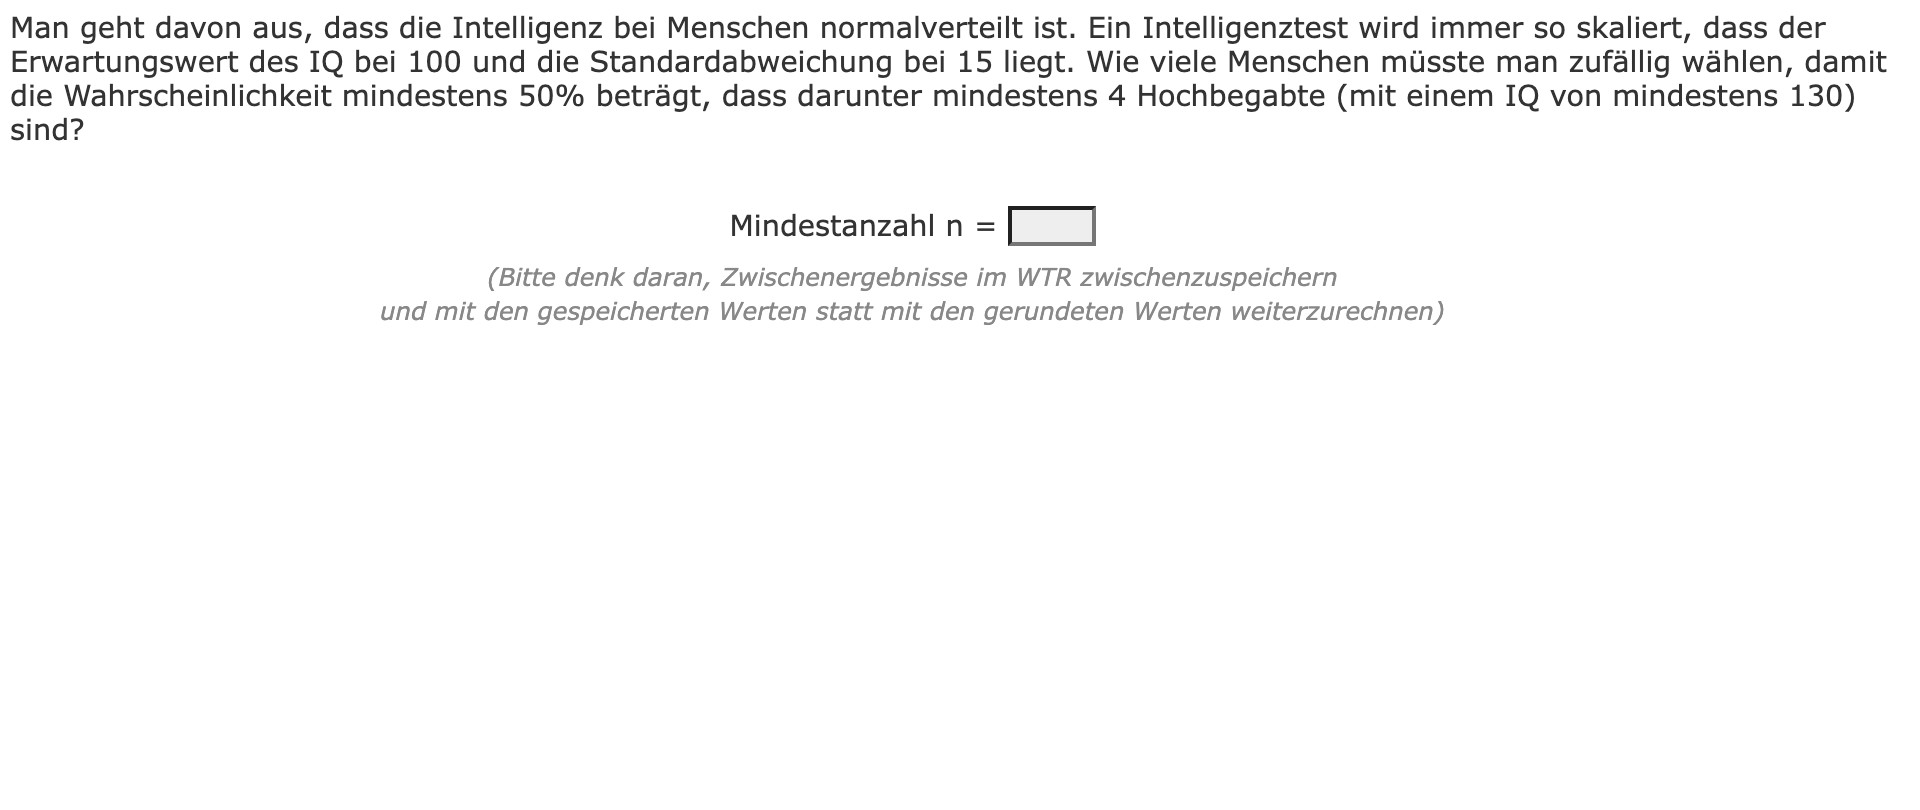 Man geht davon aus, dass die Intelligenz bei Menschen normalverteilt ist. Ein Intelligenztest wird immer so skaliert, dass der
Erwartungswert des IQ bei 100 und die Standardabweichung bei 15 liegt. Wie viele Menschen müsste man zufällig wählen, damit
die Wahrscheinlichkeit mindestens 50% beträgt, dass darunter mindestens 4 Hochbegabte (mit einem IQ von mindestens 130)
sind?
Mindestanzahl n =
(Bitte denk daran, Zwischenergebnisse im WTR zwischenzuspeichern
und mit den gespeicherten Werten statt mit den gerundeten Werten weiterzurechnen)